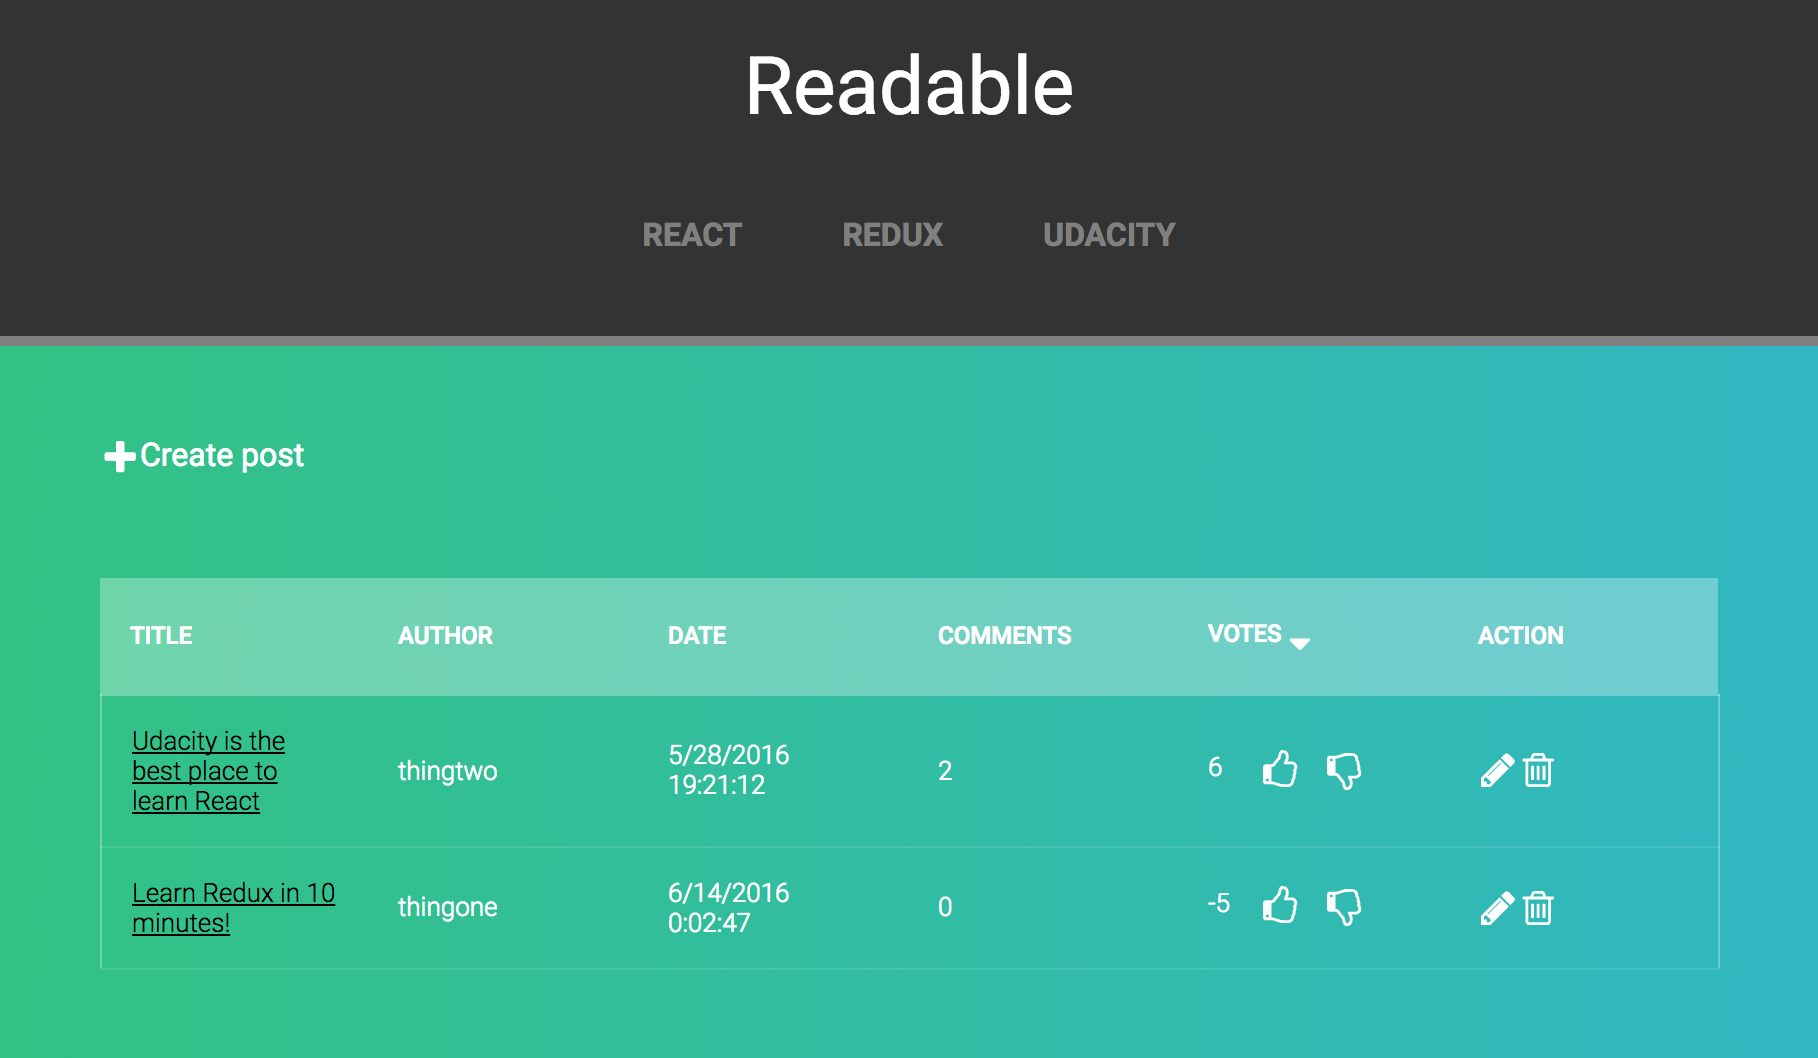 Readable
REACT REDUX UDACITY
Create post
TITLE AUTHOR DATE COMMENTS VOTES ACTION
Udacity is the
best place to
learn React
thingtwo
5/28/2016
19:21:12
2
6
Learn Redux in 10
minutes!
thingone
6/14/2016
0:02:47
0
-5